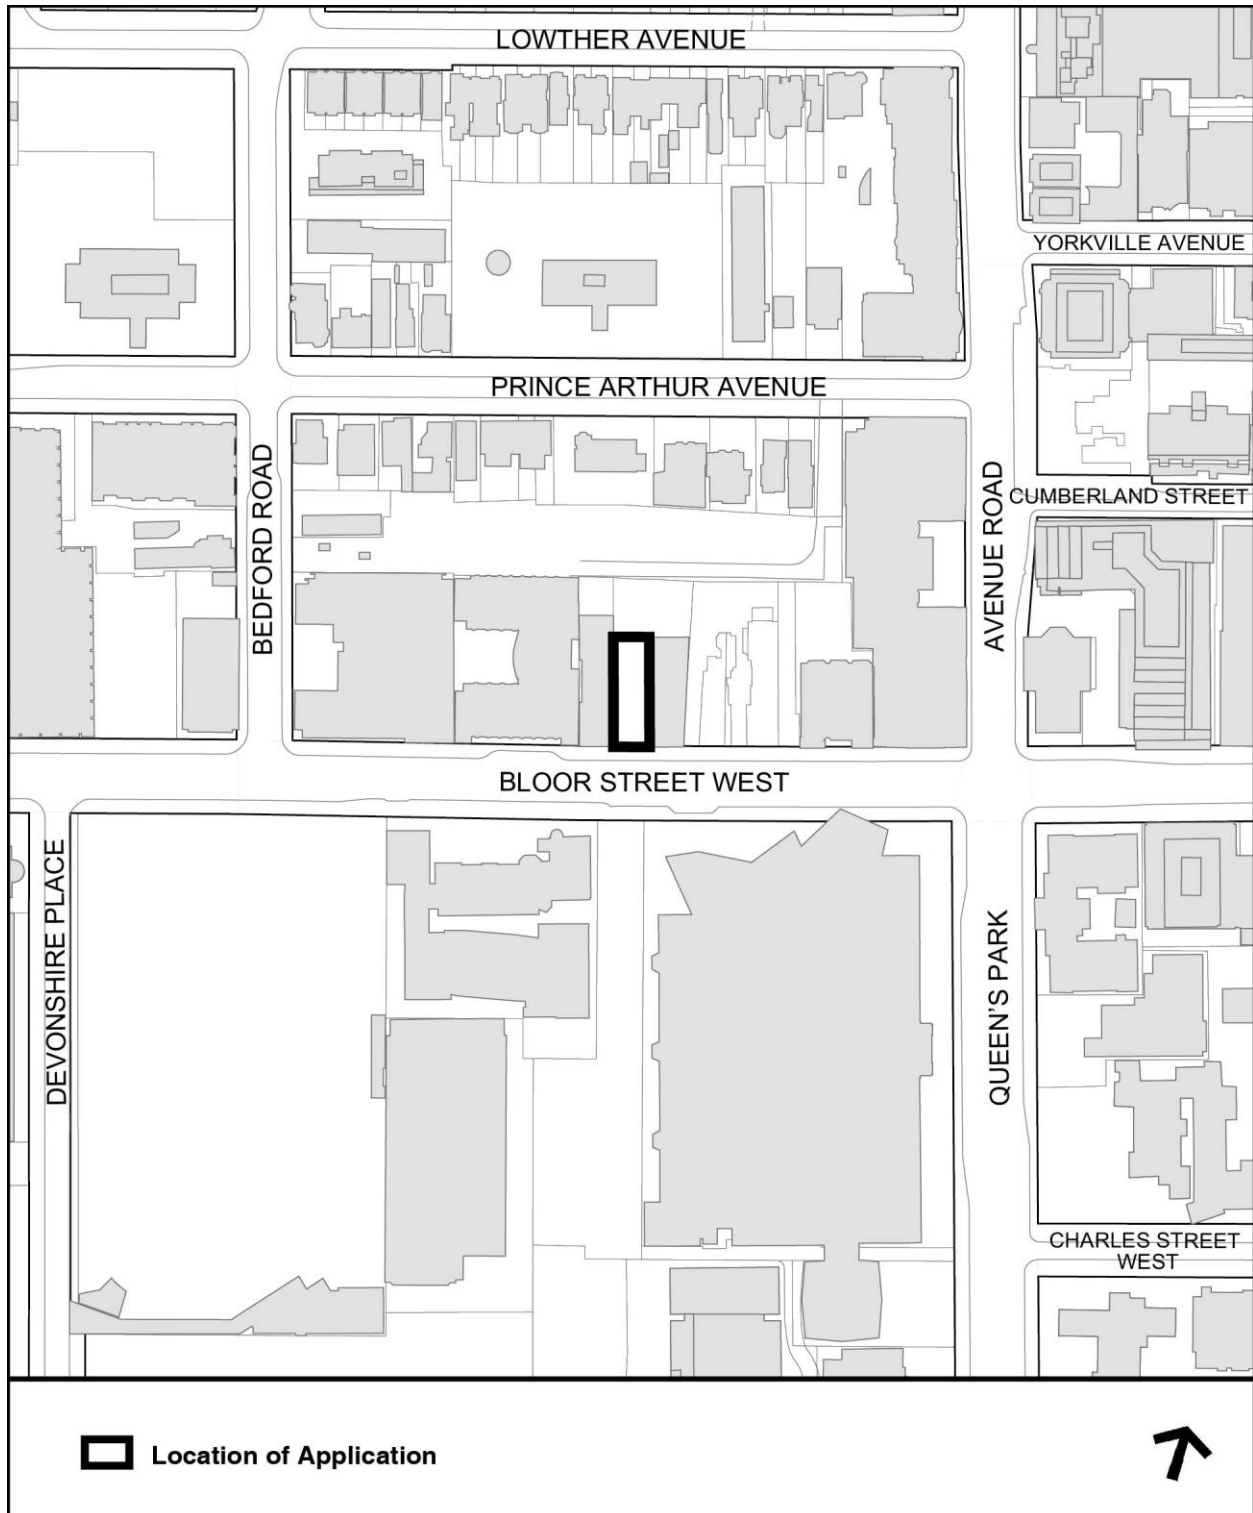 LOWTHER AVENUE
YORKVILLE AVENUE
PRINCE ARTHUR AVENUE
BEDFORD ROAD
AVENUE ROAD
CUMBERLAND STREET
BLOOR STREET WEST
DEVONSHIRE PLACE
QUEEN'S PARK
CHARLES STREET
WEST
Location of Application